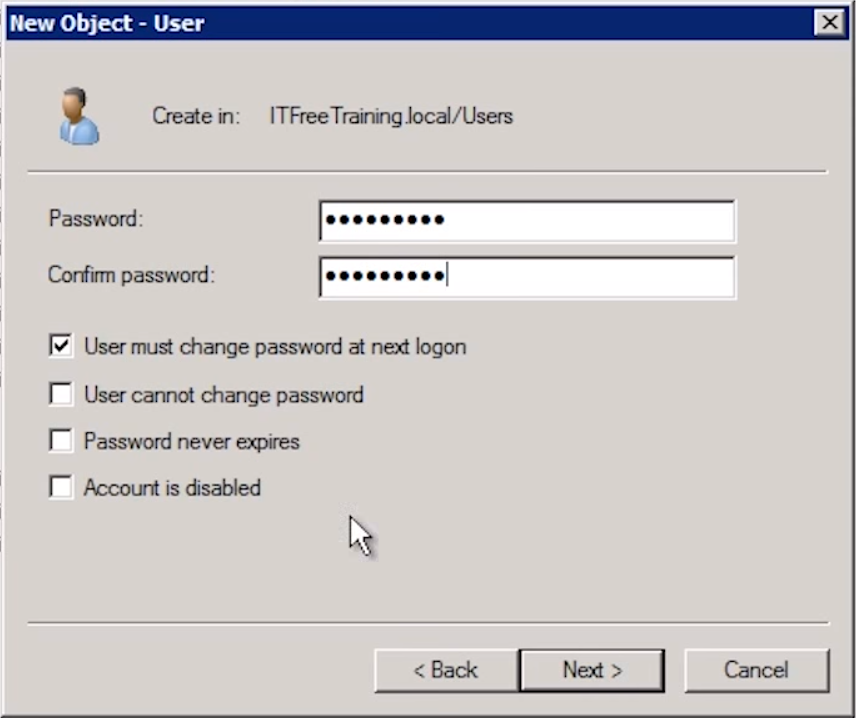 New Object - User
Create in: ITFreeTraining.local/Users
Password: •••••••••
Confirm password: •••••••••
User must change password at next logon
User cannot change password
Password never expires
Account is disabled
< Back Next > Cancel